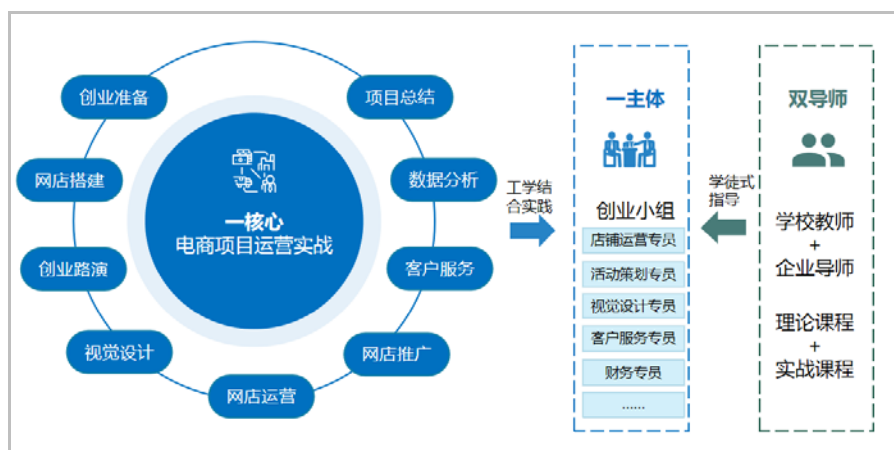 创业准备
项目总结
网店搭建
数据分析
一核心
电商项目运营实战
创业路演
客户服务
视觉设计
网店推广
网店运营
工学结
合实践
一主体
创业小组
店铺运营专员
活动策划专员
视觉设计专员
客户服务专员
财务专员
......
学徒式
指导
双导师
学校教师
+
企业导师
理论课程
+
实战课程